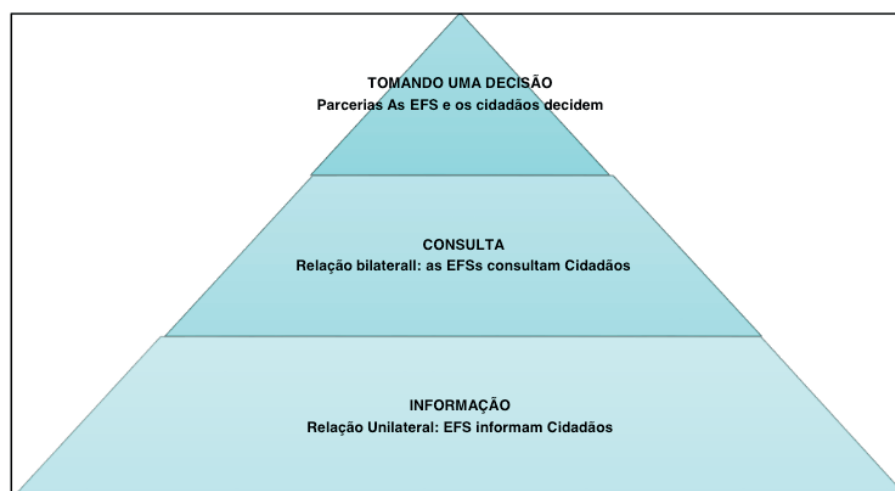 TOMANDO UMA DECISÃO
Parcerias As EFS e os cidadãos decidem
CONSULTA
Relação bilaterall: as EFSs consultam Cidadãos
INFORMAÇÃO
Relação Unilateral: EFS informam Cidadãos